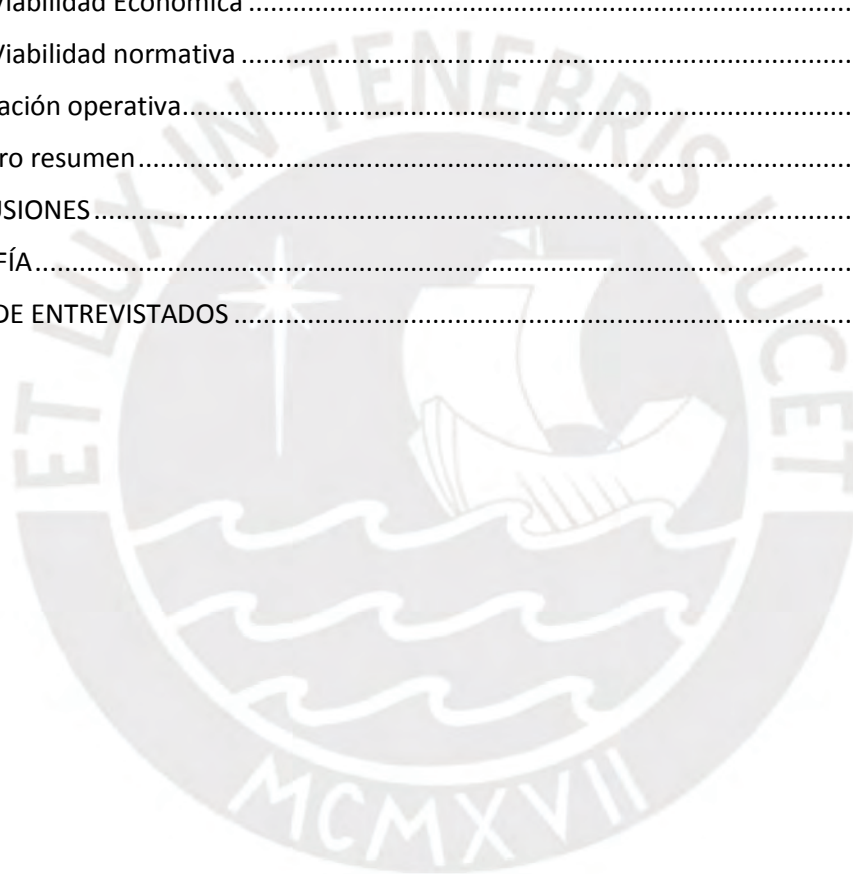 Viabilidad Económica ........................................................................................
Viabilidad normativa ........................................................................................
ación operativa................................................................................................
ro resumen.......................................................................................................
USIONES ..........................................................................................................
FÍA...................................................................................................................
DE ENTREVISTADOS ........................................................................................
ET LUX IN TENEBRIS LUCET
MCMXVII